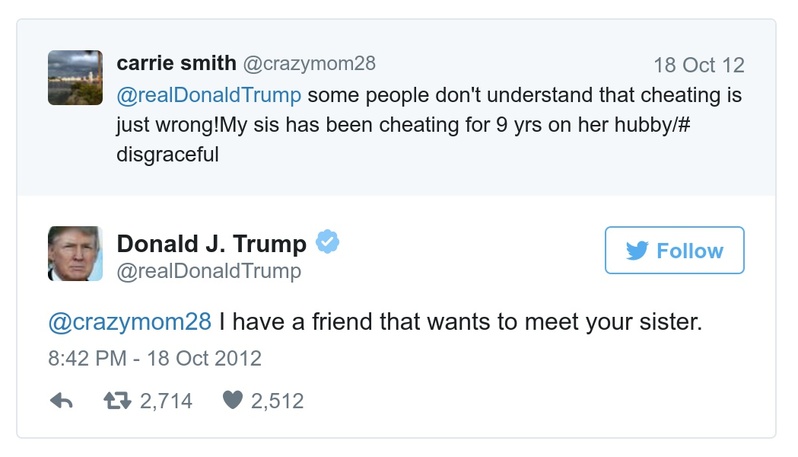 carrie smith @crazymom28 18 Oct 12
@realDonaldTrump some people don't understand that cheating is
just wrong!My sis has been cheating for 9 yrs on her hubby/#
disgraceful
Donald J. Trump
@realDonaldTrump
Follow
@crazymom28 I have a friend that wants to meet your sister.
8:42 PM - 18 Oct 2012
2,714 2,512